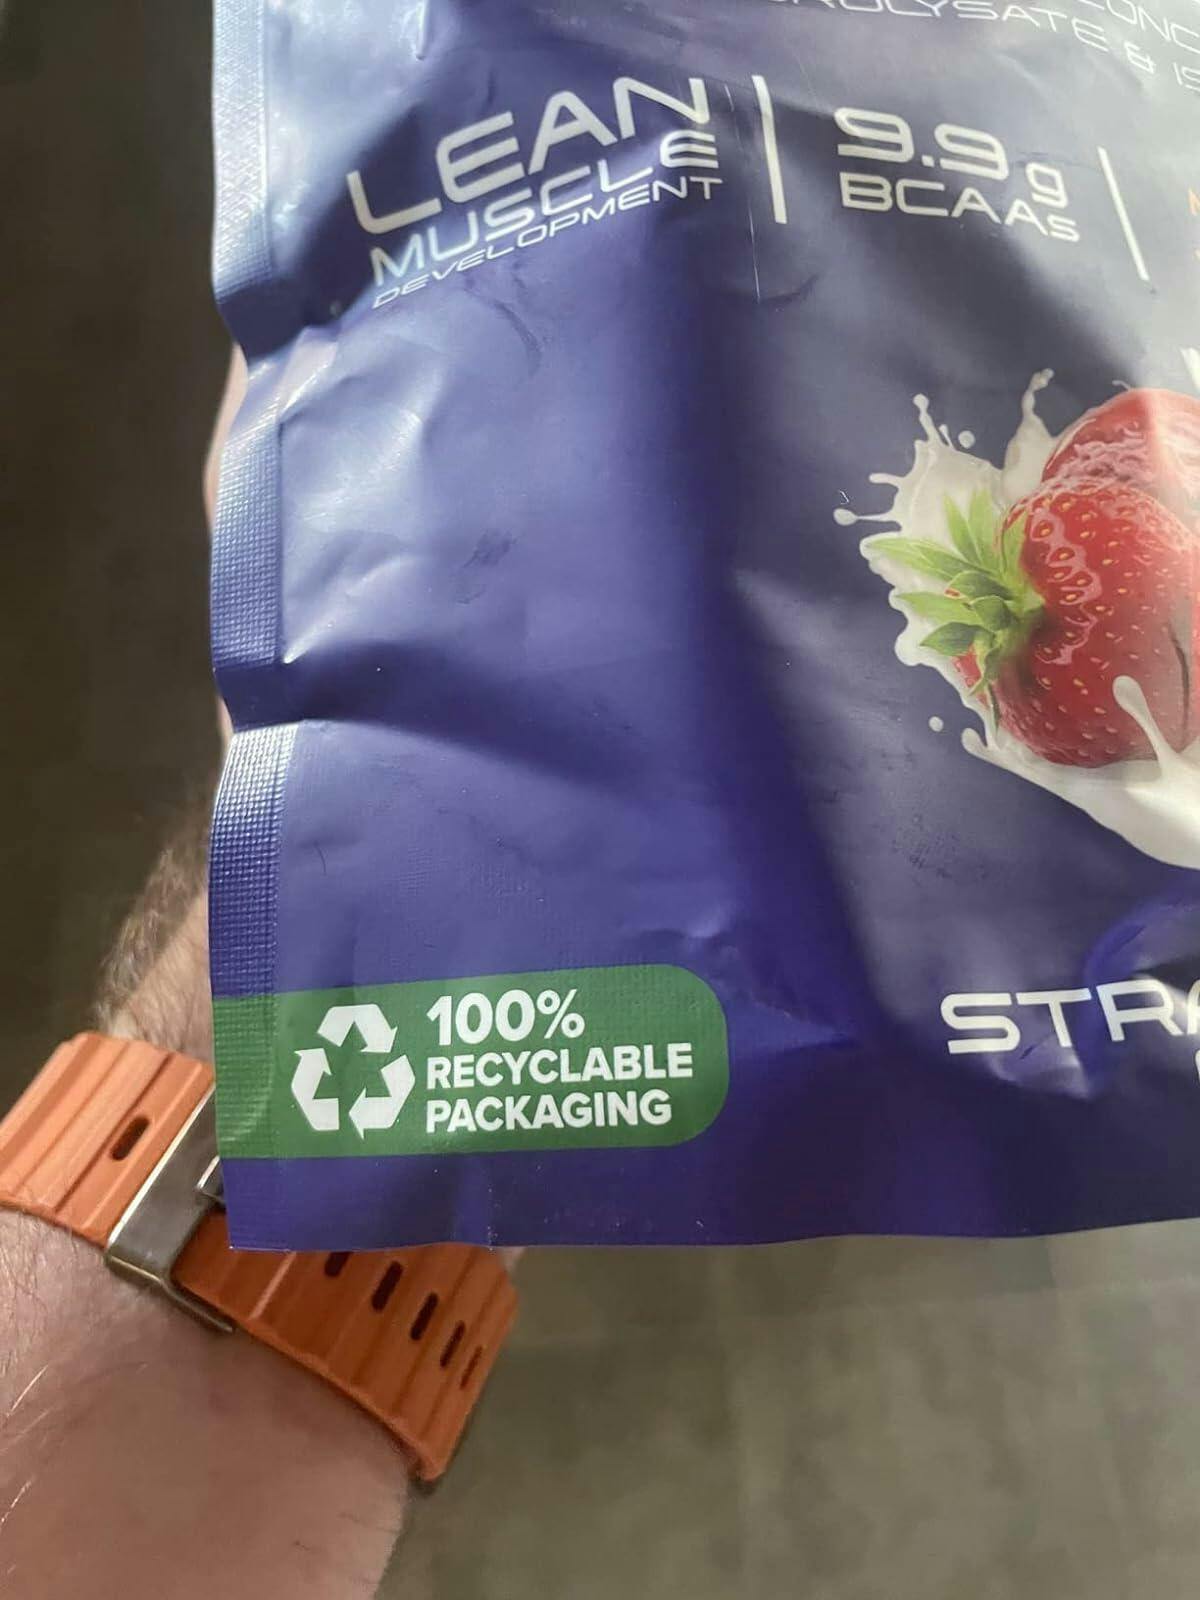 LEAN
MUSCLE
DEVELOPMENT
9.9g
BCAAs
100%
RECYCLABLE
PACKAGING